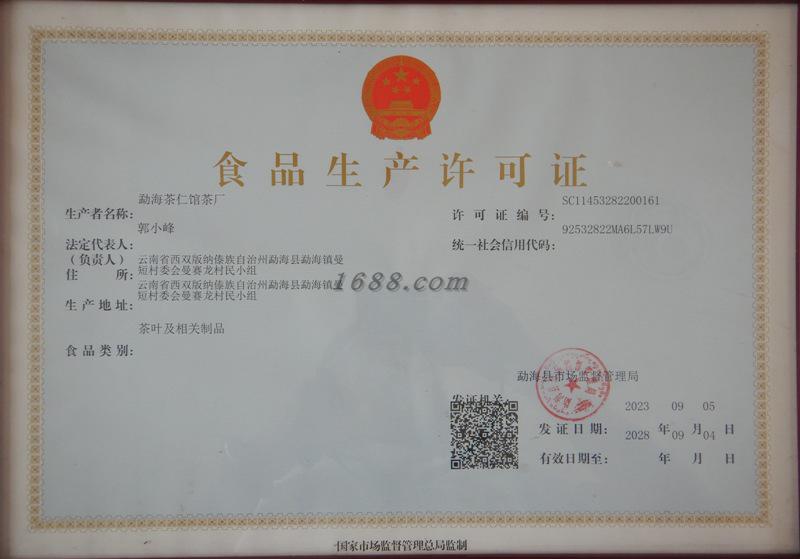 食品生产许可证
勐海茶仁馆茶厂
生产者名称:
SC11453282200161
许可证编号:
郭小峰
法定代表人:
(负责人)
92532822MA6L57LW9U
统一社会信用代码:
云南省西双版纳傣族自治州勐海县勐海镇曼
短村委会曼赛龙村民小组
住 所:
云南省西双版纳傣族自治州勐海县勐海镇曼
短村委会曼赛龙村民小组
生产地址:
1688.com
茶叶及相关制品
食品类别:
勐海县市场监督管理局
发证机关:
2023 09 05
发证日期: 年 月 日
2028 09 04
有效日期至: 年 月 日
国家市场监督管理总局监制